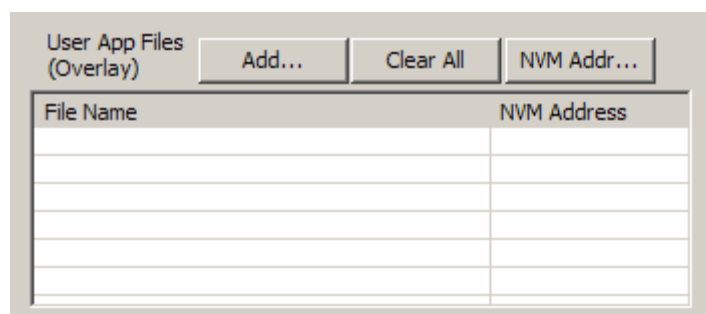 User App Files
(Overlay)
Add...
Clear All
NVM Addr...
File Name
NVM Address